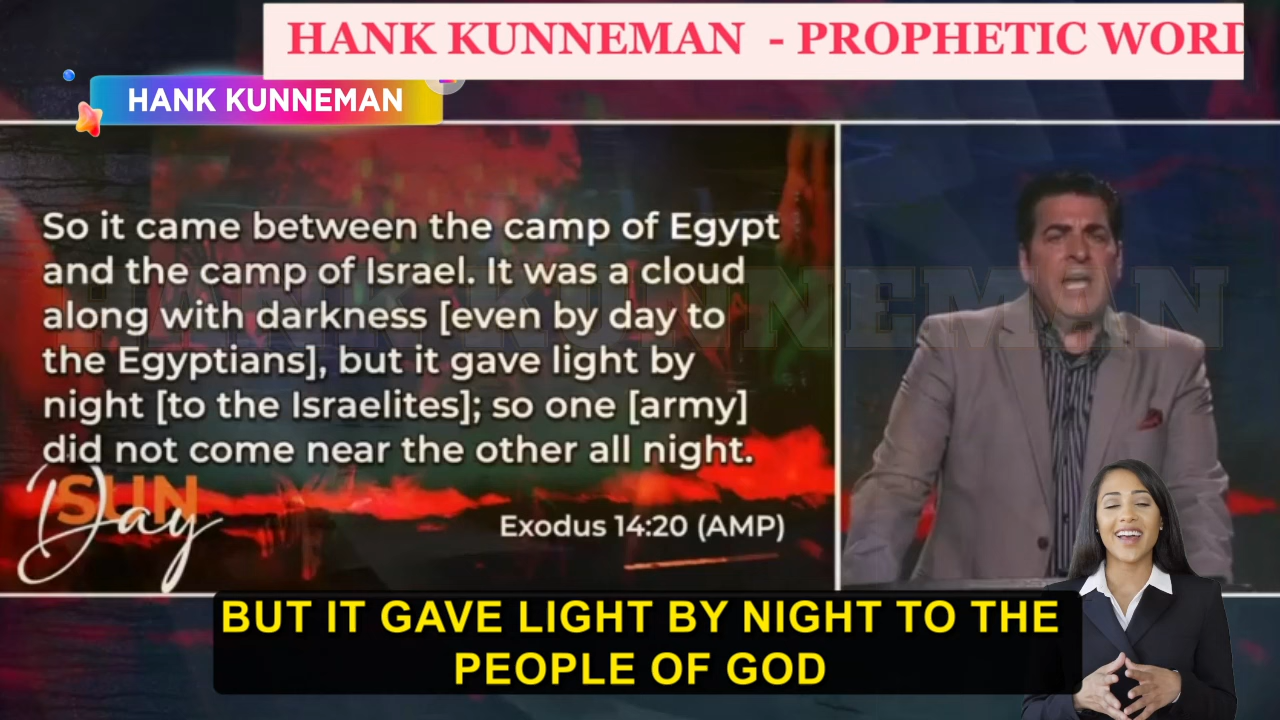 HANK KUNNEMAN - PROPHETIC WORD
HANK KUNNEMAN
So it came between the camp of Egypt
and the camp of Israel. It was a cloud
along with darkness [even by day to
the Egyptians], but it gave light by
night [to the Israelites]; so one [army]
did not come near the other all night.
HANK KUNNEMAN
SUN
Day
Exodus 14:20 (AMP)
BUT IT GAVE LIGHT BY NIGHT TO THE
PEOPLE OF GOD